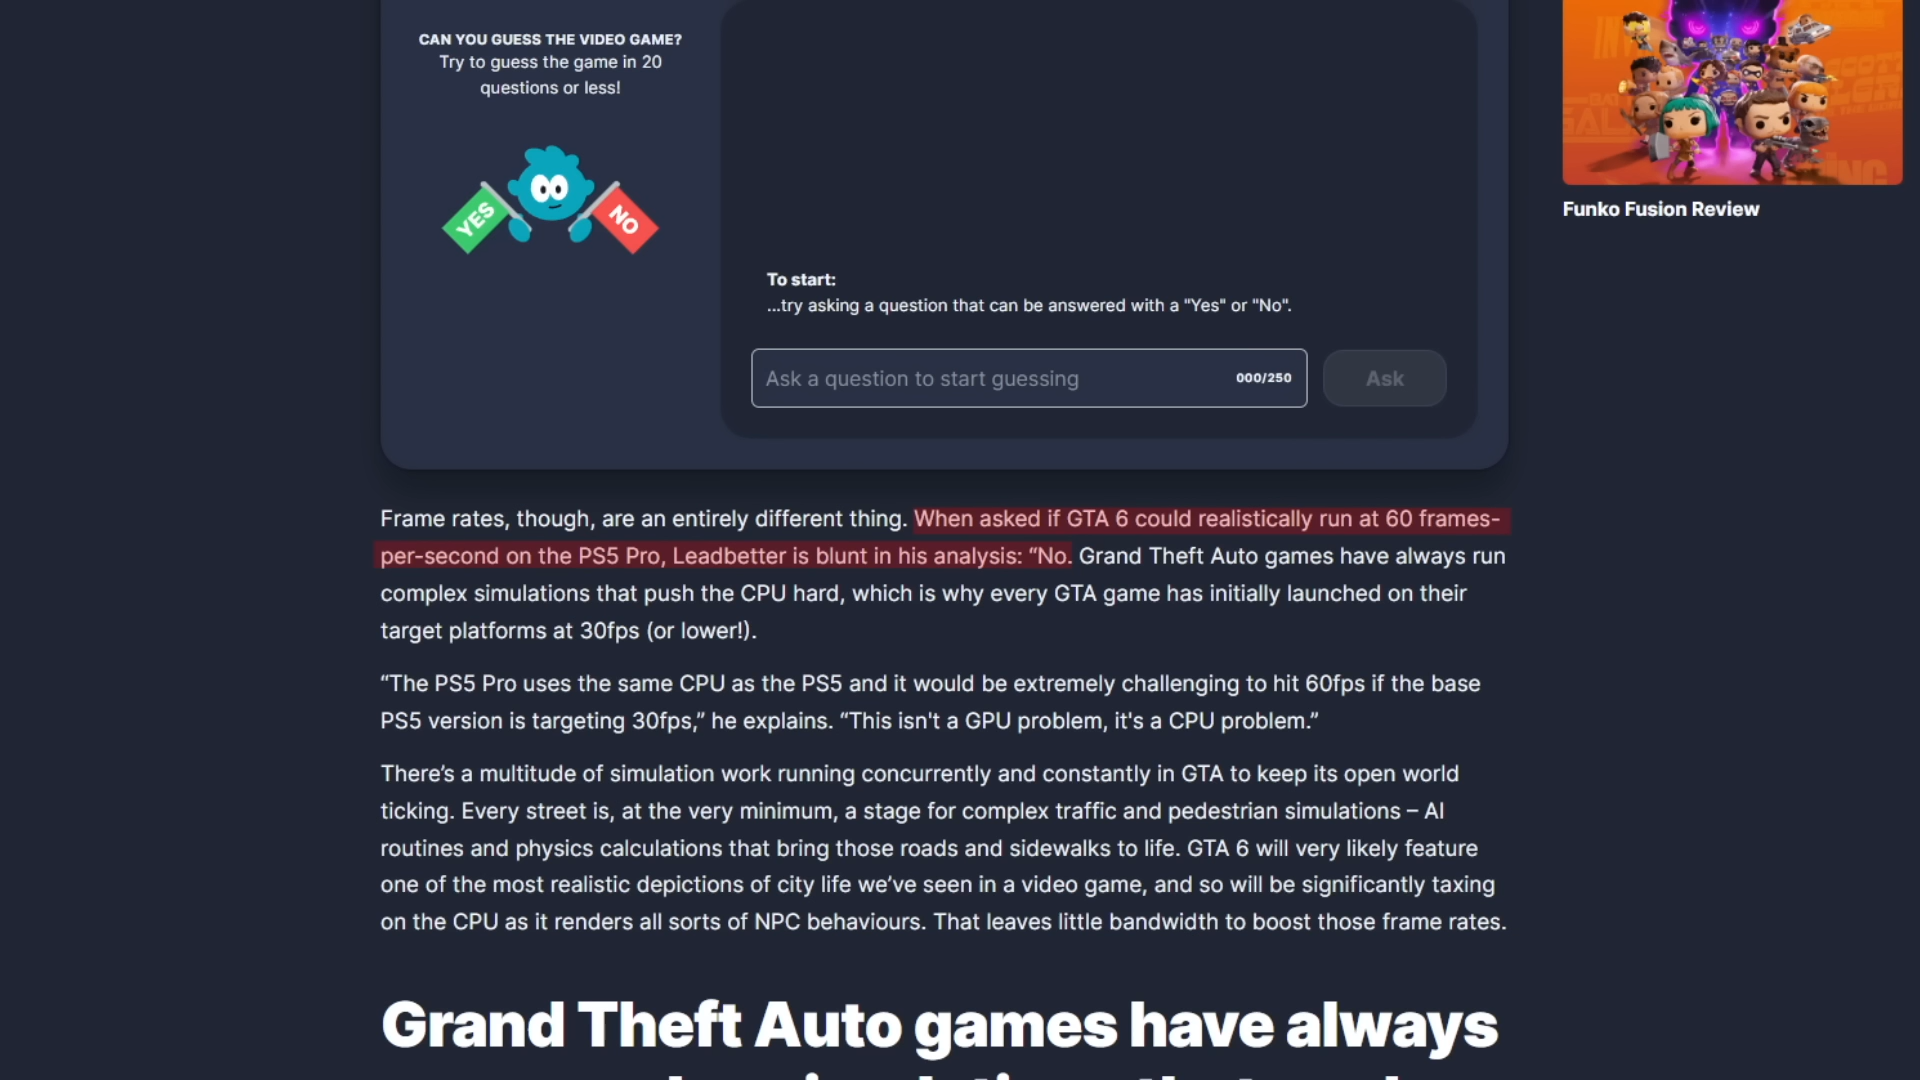 CAN YOU GUESS THE VIDEO GAME?
Try to guess the game in 20
questions or less!
YES
NO
To start:
...try asking a question that can be answered with a "Yes" or "No".
Ask a question to start guessing
000/250
Ask
Funko Fusion Review
Frame rates, though, are an entirely different thing. When asked if GTA 6 could realistically run at 60 frames-
per-second on the PS5 Pro, Leadbetter is blunt in his analysis: “No. Grand Theft Auto games have always run
complex simulations that push the CPU hard, which is why every GTA game has initially launched on their
target platforms at 30fps (or lower!).
“The PS5 Pro uses the same CPU as the PS5 and it would be extremely challenging to hit 60fps if the base
PS5 version is targeting 30fps,” he explains. “This isn't a GPU problem, it's a CPU problem.”
There’s a multitude of simulation work running concurrently and constantly in GTA to keep its open world
ticking. Every street is, at the very minimum, a stage for complex traffic and pedestrian simulations – AI
routines and physics calculations that bring those roads and sidewalks to life. GTA 6 will very likely feature
one of the most realistic depictions of city life we’ve seen in a video game, and so will be significantly taxing
on the CPU as it renders all sorts of NPC behaviours. That leaves little bandwidth to boost those frame rates.
Grand Theft Auto games have always